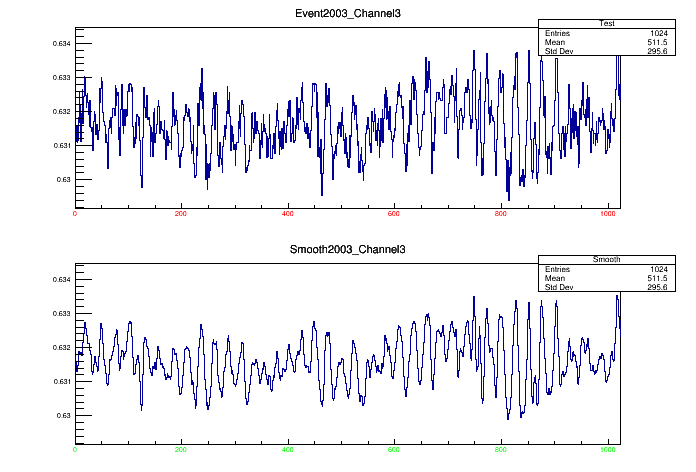 Event2003_Channel3
Test
Entries 1024
Mean 511.5
Std Dev 295.6
0.634
0.633
0.632
0.631
0.63
0 200 400 600 800 1000
Smooth2003_Channel3
Smooth
Entries 1024
Mean 511.5
Std Dev 295.6
0.634
0.633
0.632
0.631
0.63
0 200 400 600 800 1000